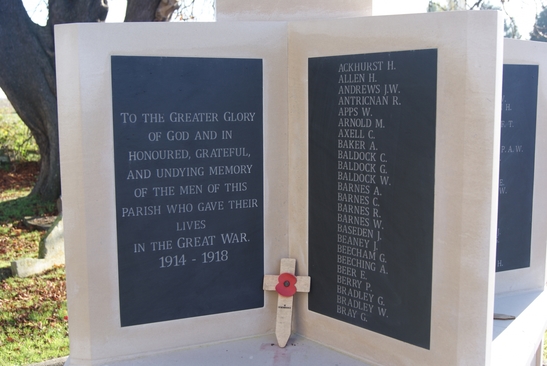 TO THE GREATER GLORY
OF GOD AND IN
HONOURED, GRATEFUL,
AND UNDYING MEMORY
OF THE MEN OF THIS
PARISH WHO GAVE THEIR
LIVES
IN THE GREAT WAR.
1914 - 1918
ACKHURST H.
ALLEN H.
ANDREWS J.W.
ANTRICNAN R.
APPS W.
ARNOLD M.
AXELL C.
BAKER A.
BALDOCK C.
BALDOCK G.
BALDOCK W.
BARNES A.
BARNES C.
BARNES R.
BARNES W.
BASEDEN J.
BEANEY J.
BEECHAM G.
BEECHING A.
BEER E.
BERRY P.
BRADLEY G.
BRADLEY W.
BRAY G.